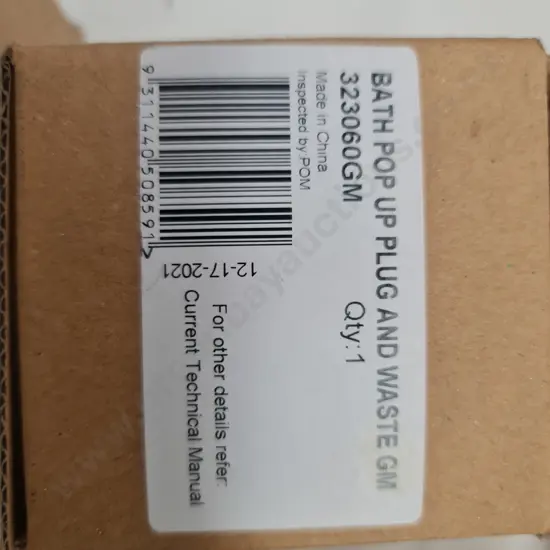 BATH POP UP PLUG AND WASTE GM
323060GM
Qty:1
Made in China
Inspected by:POM
9311440508591>
12-17-2021
For other details refer:
Current Technical Manual